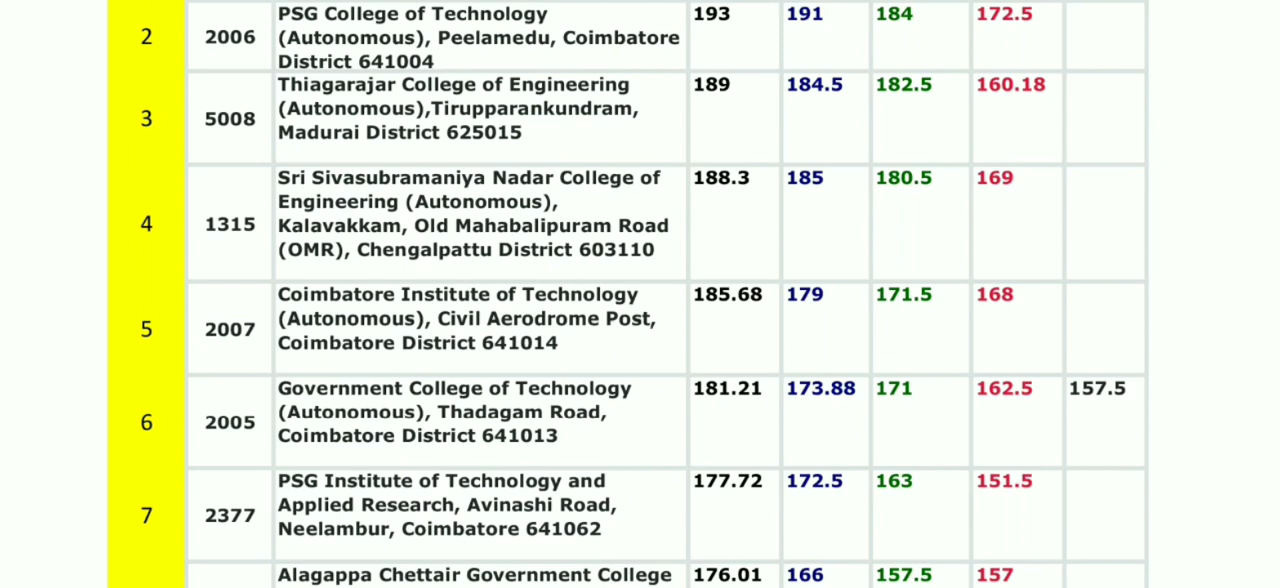 2 2006 PSG College of Technology (Autonomous), Peelamedu, Coimbatore District 641004 193 191 184 172.5
3 5008 Thiagarajar College of Engineering (Autonomous),Tirupparankundram, Madurai District 625015 189 184.5 182.5 160.18
4 1315 Sri Sivasubramaniya Nadar College of Engineering (Autonomous), Kalavakkam, Old Mahabalipuram Road (OMR), Chengalpattu District 603110 188.3 185 180.5 169
5 2007 Coimbatore Institute of Technology (Autonomous), Civil Aerodrome Post, Coimbatore District 641014 185.68 179 171.5 168
6 2005 Government College of Technology (Autonomous), Thadagam Road, Coimbatore District 641013 181.21 173.88 171 162.5 157.5
7 2377 PSG Institute of Technology and Applied Research, Avinashi Road, Neelambur, Coimbatore 641062 177.72 172.5 163 151.5
Alagappa Chettair Government College 176.01 166 157.5 157